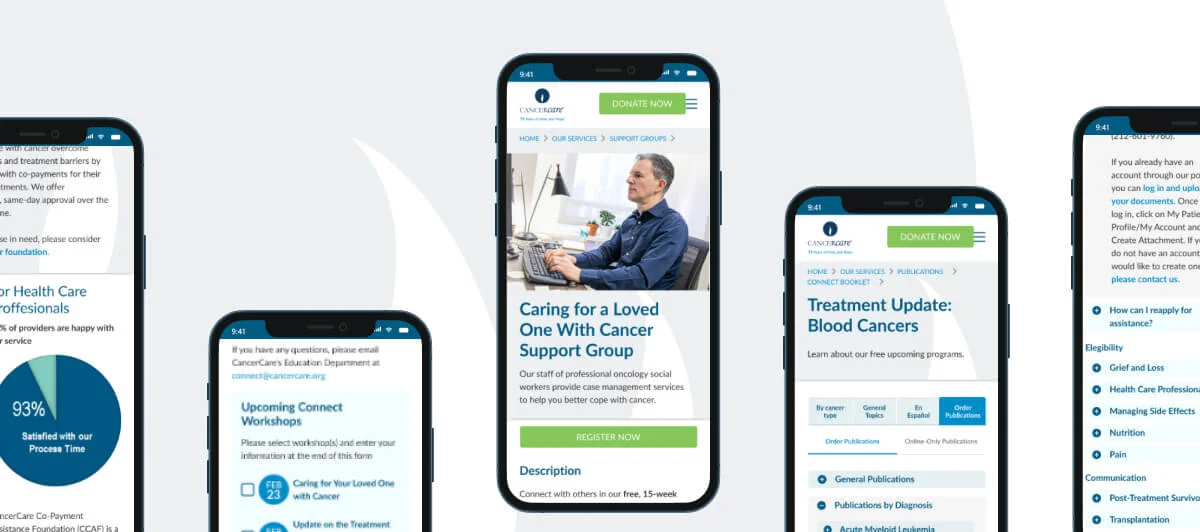 e with cancer overcome
s and treatment barriers by
with co-payments for their
tments. We offer
, same-day approval over the
ne.
se in need, please consider
r foundation.
or Health Care
roffesionals
% of providers are happy with
r service
93%
Satisfied with our
Process Time
ncerCare Co-Payment
sistance Foundation (CCAF) is a
9:41
If you have any questions, please email
CancerCare's Education Department at
connect@cancercare.org
Upcoming Connect
Workshops
Please select workshop(s) and enter your
information at the end of this form
FEB
23
Caring for Your Loved One
with Cancer
FEB
Update on the Treatment
9:41
CANCERcare
DONATE NOW
HOME > OUR SERVICES > SUPPORT GROUPS >
Caring for a Loved
One With Cancer
Support Group
Our staff of professional oncology social
workers provide case management services
to help you better cope with cancer.
REGISTER NOW
Description
Connect with others in our free, 15-week
9:41
CANCERcare
DONATE NOW
HOME > OUR SERVICES > PUBLICATIONS >
CONNECT BOOKLET >
Treatment Update:
Blood Cancers
Learn about our free upcoming programs.
By cancer
type
General
Topics
En
Español
Order
Publications
Order Publications
Online-Only Publications
General Publications
Publications by Diagnosis
Acute Myeloid Leukemia
9:41
(212-601-9760).
If you already have an
account through our po
you can log in and uplo
your documents. Once
log in, click on My Patie
Profile/My Account and
Create Attachment. If y
do not have an account
would like to create one
please contact us.
How can I reapply for
assistance?
Elegibility
Grief and Loss
Health Care Professiona
Managing Side Effects
Nutrition
Pain
Communication
Post-Treatment Survivo
Transplantation